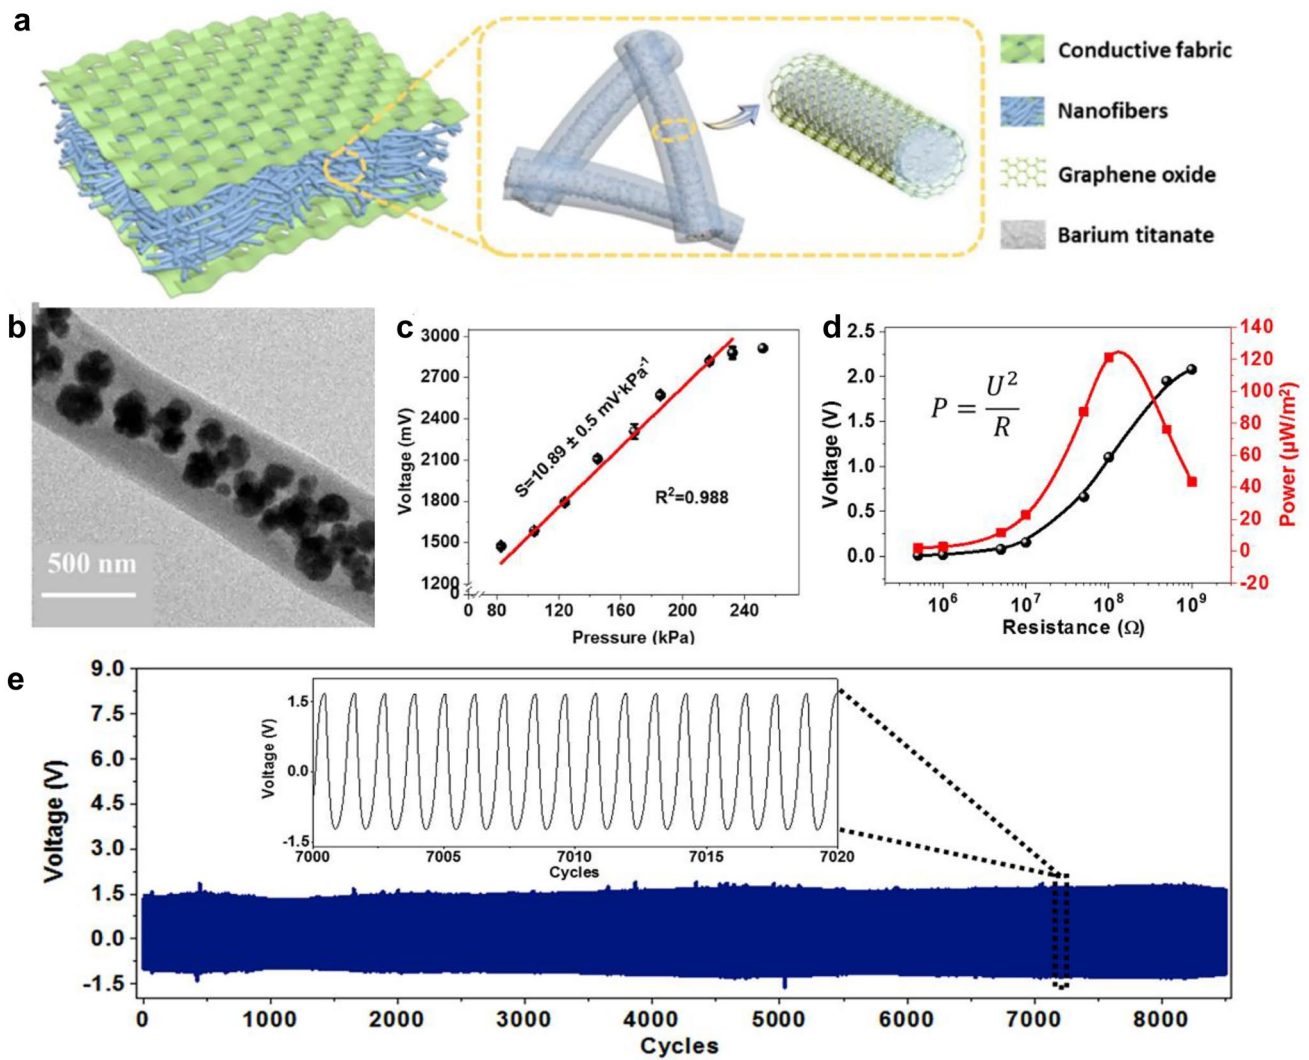 a
Conductive fabric
Nanofibers
Graphene oxide
Barium titanate
b
500 nm
c
3000
2700
2400
2100
1800
1500
1200
0
Voltage (mV)
S=10.89 ± 0.5 mV·kPa⁻¹
R²=0.988
0 80 120 160 200 240
Pressure (kPa)
d
2.5
2.0
1.5
1.0
0.5
0.0
Voltage (V)
P = U²/R
140
120
100
80
60
40
20
0
-20
Power (µW/m²)
10⁶ 10⁷ 10⁸ 10⁹
Resistance (Ω)
e
9.0
7.5
6.0
4.5
3.0
1.5
0.0
-1.5
Voltage (V)
1.5
0.0
-1.5
Voltage (V)
7000 7005 7010 7015 7020
Cycles
0 1000 2000 3000 4000 5000 6000 7000 8000
Cycles